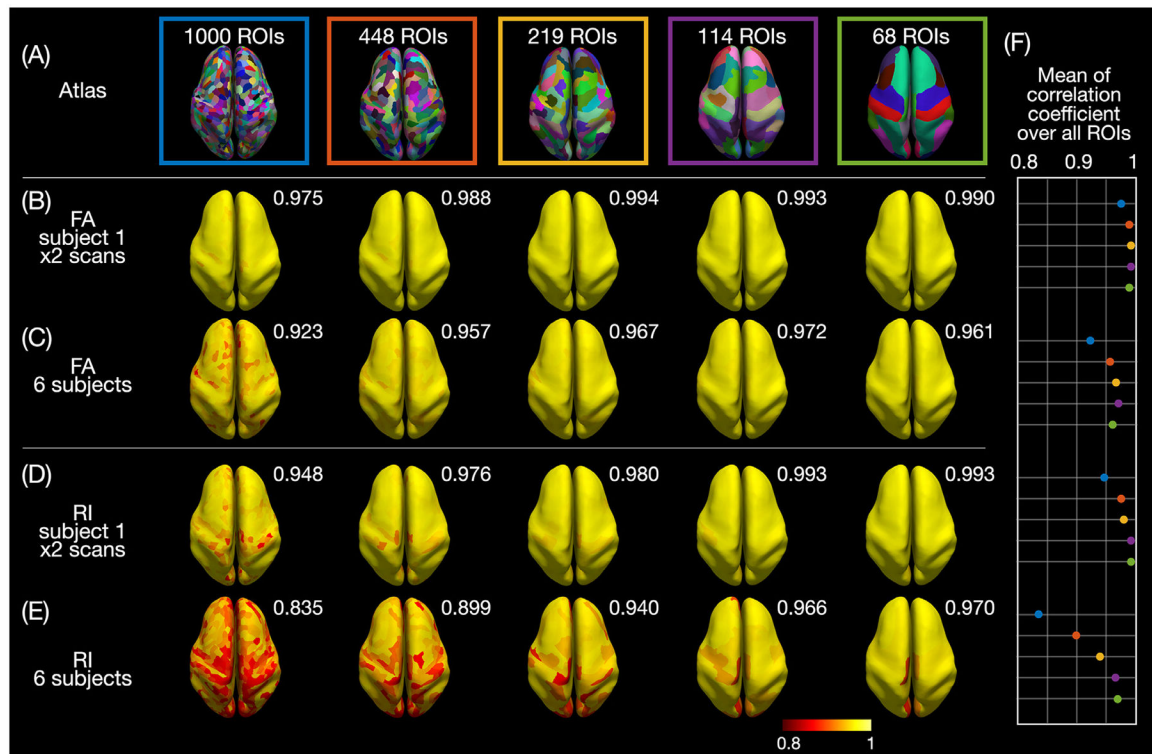 (A)
Atlas
1000 ROIs
448 ROIs
219 ROIs
114 ROIs
68 ROIs
(F)
Mean of
correlation
coefficient
over all ROIs
0.8 0.9 1
(B)
FA
subject 1
x2 scans
0.975
0.988
0.994
0.993
0.990
(C)
FA
6 subjects
0.923
0.957
0.967
0.972
0.961
(D)
RI
subject 1
x2 scans
0.948
0.976
0.980
0.993
0.993
(E)
RI
6 subjects
0.835
0.899
0.940
0.966
0.970
0.8 1